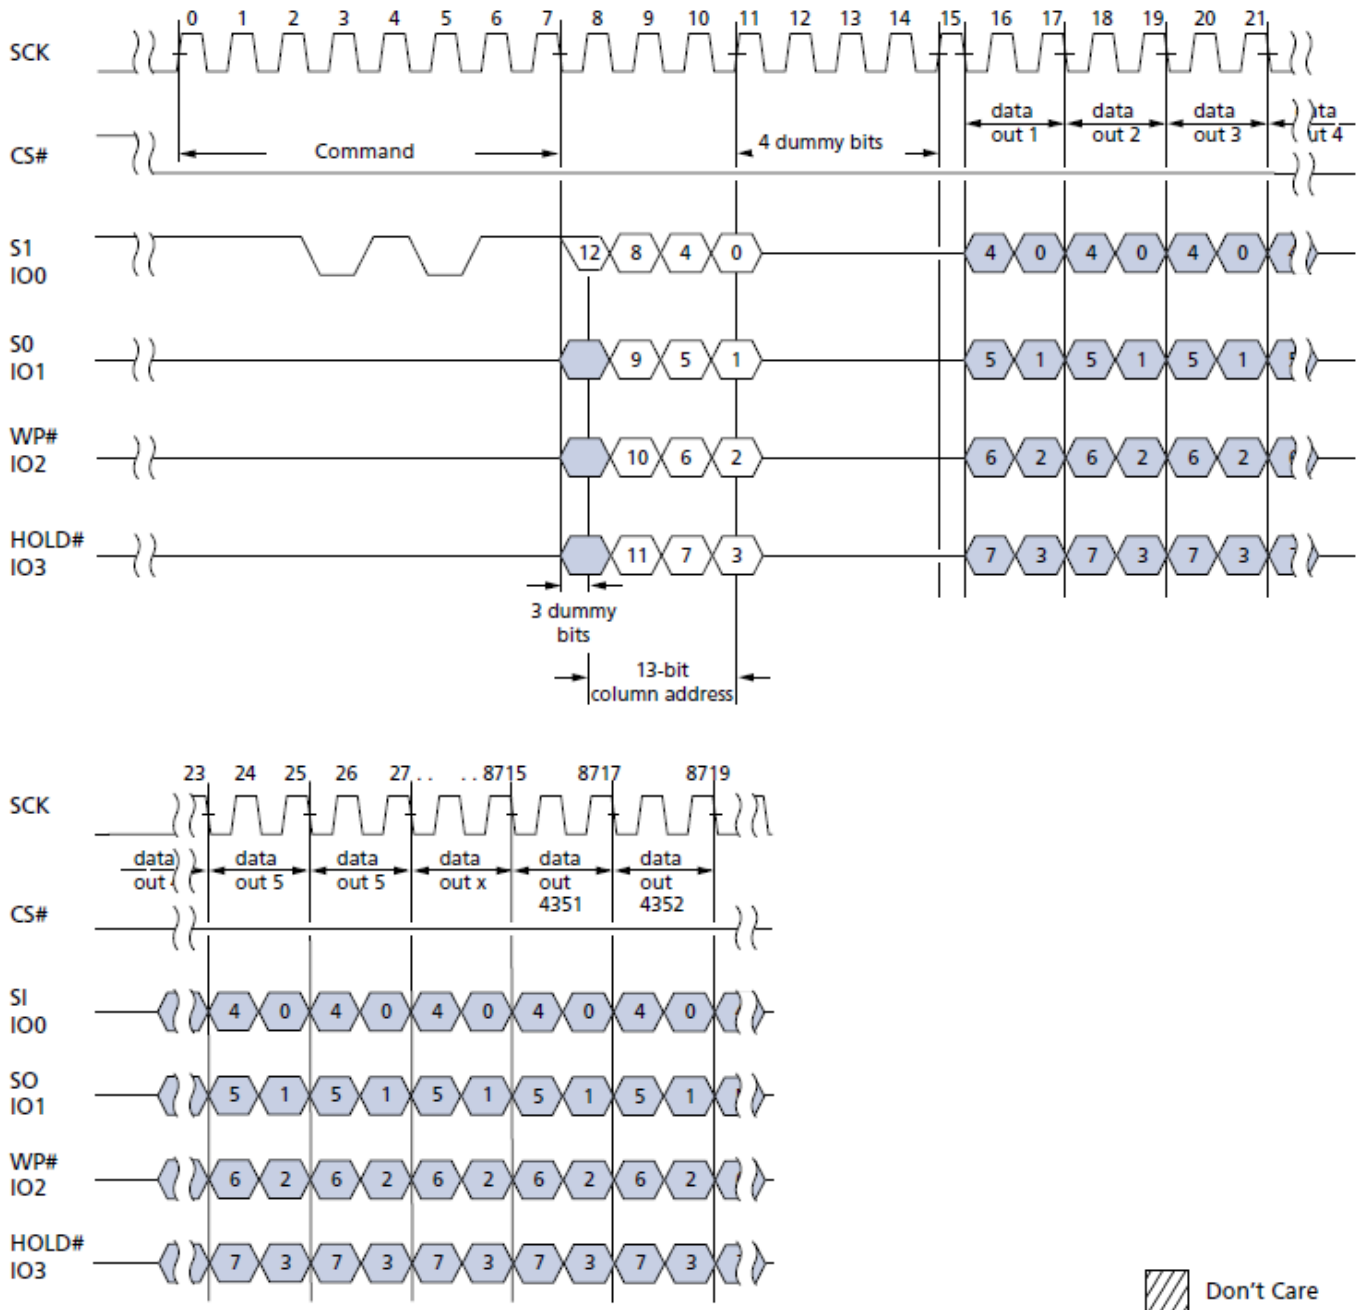 0 1 2 3 4 5 6 7 8 9 10 11 12 13 14 15 16 17 18 19 20 21
SCK
data out 1 data out 2 data out 3 ut 4
CS# Command 4 dummy bits
S1
IO0
12 8 4 0 4 0 4 0 4 0
S0
IO1
9 5 1 5 1 5 1 5 1
WP#
IO2
10 6 2 6 2 6 2 6 2
HOLD#
IO3
11 7 3 7 3 7 3 7 3
3 dummy
bits
13-bit
column address
23 24 25 26 27 . . . . 8715 8717 8719
SCK
data out data out 5 data out 5 data out x data out 4351 data out 4352
CS#
SI
IO0
4 0 4 0 4 0 4 0 4 0
SO
IO1
5 1 5 1 5 1 5 1 5 1
WP#
IO2
6 2 6 2 6 2 6 2 6 2
HOLD#
IO3
7 3 7 3 7 3 7 3 7 3
Don't Care